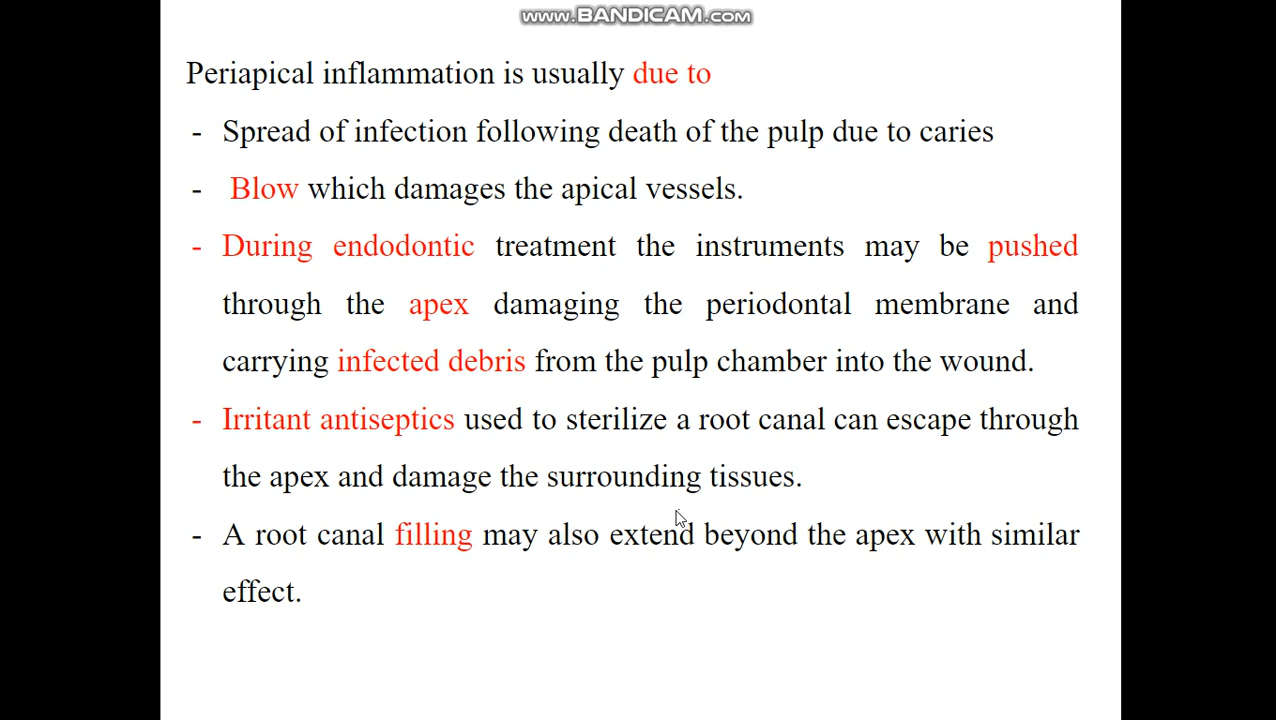 www.BANDICAM.com
Periapical inflammation is usually due to
- Spread of infection following death of the pulp due to caries
- Blow which damages the apical vessels.
- During endodontic treatment the instruments may be pushed
through the apex damaging the periodontal membrane and
carrying infected debris from the pulp chamber into the wound.
- Irritant antiseptics used to sterilize a root canal can escape through
the apex and damage the surrounding tissues.
- A root canal filling may also extend beyond the apex with similar
effect.